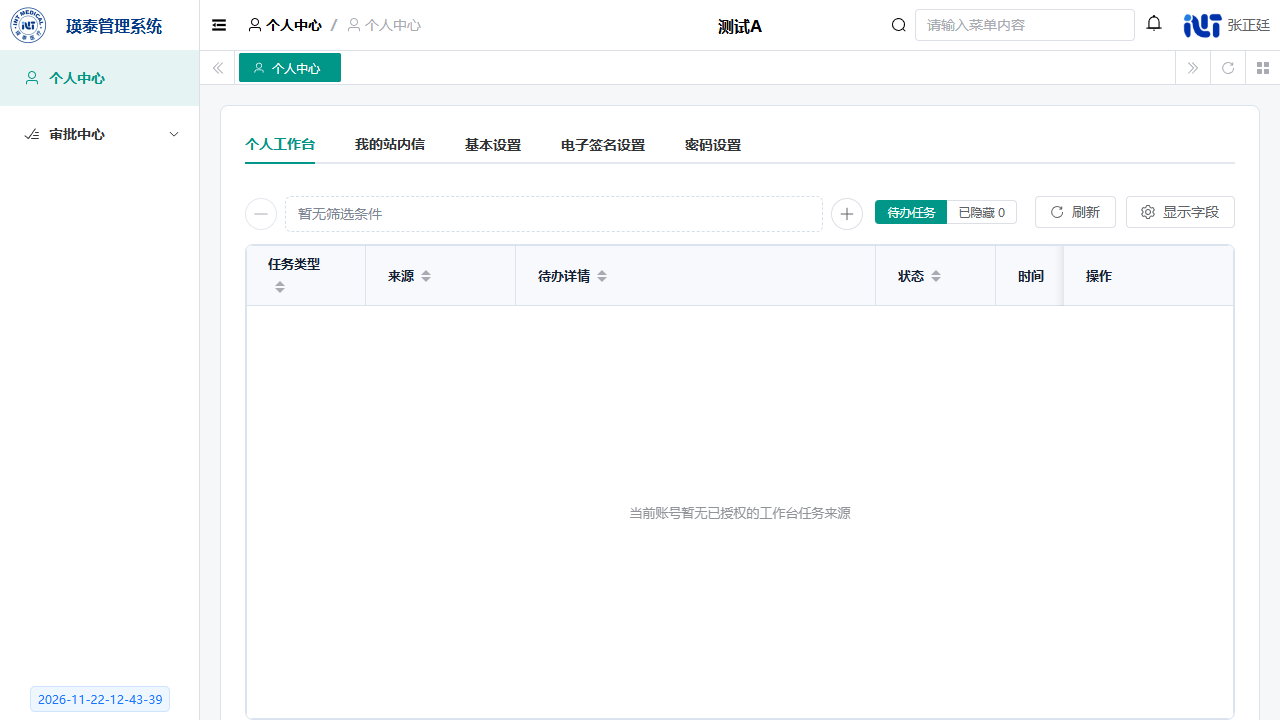 瑛泰管理系统
个人中心 / 个人中心
测试A
请输入菜单内容
张正廷
个人中心
个人中心
审批中心
个人工作台
我的站内信
基本设置
电子签名设置
密码设置
暂无筛选条件
待办任务
已隐藏 0
刷新
显示字段
任务类型
来源
待办详情
状态
时间
操作
当前账号暂无已授权的工作台任务来源
2026-11-22-12-43-39